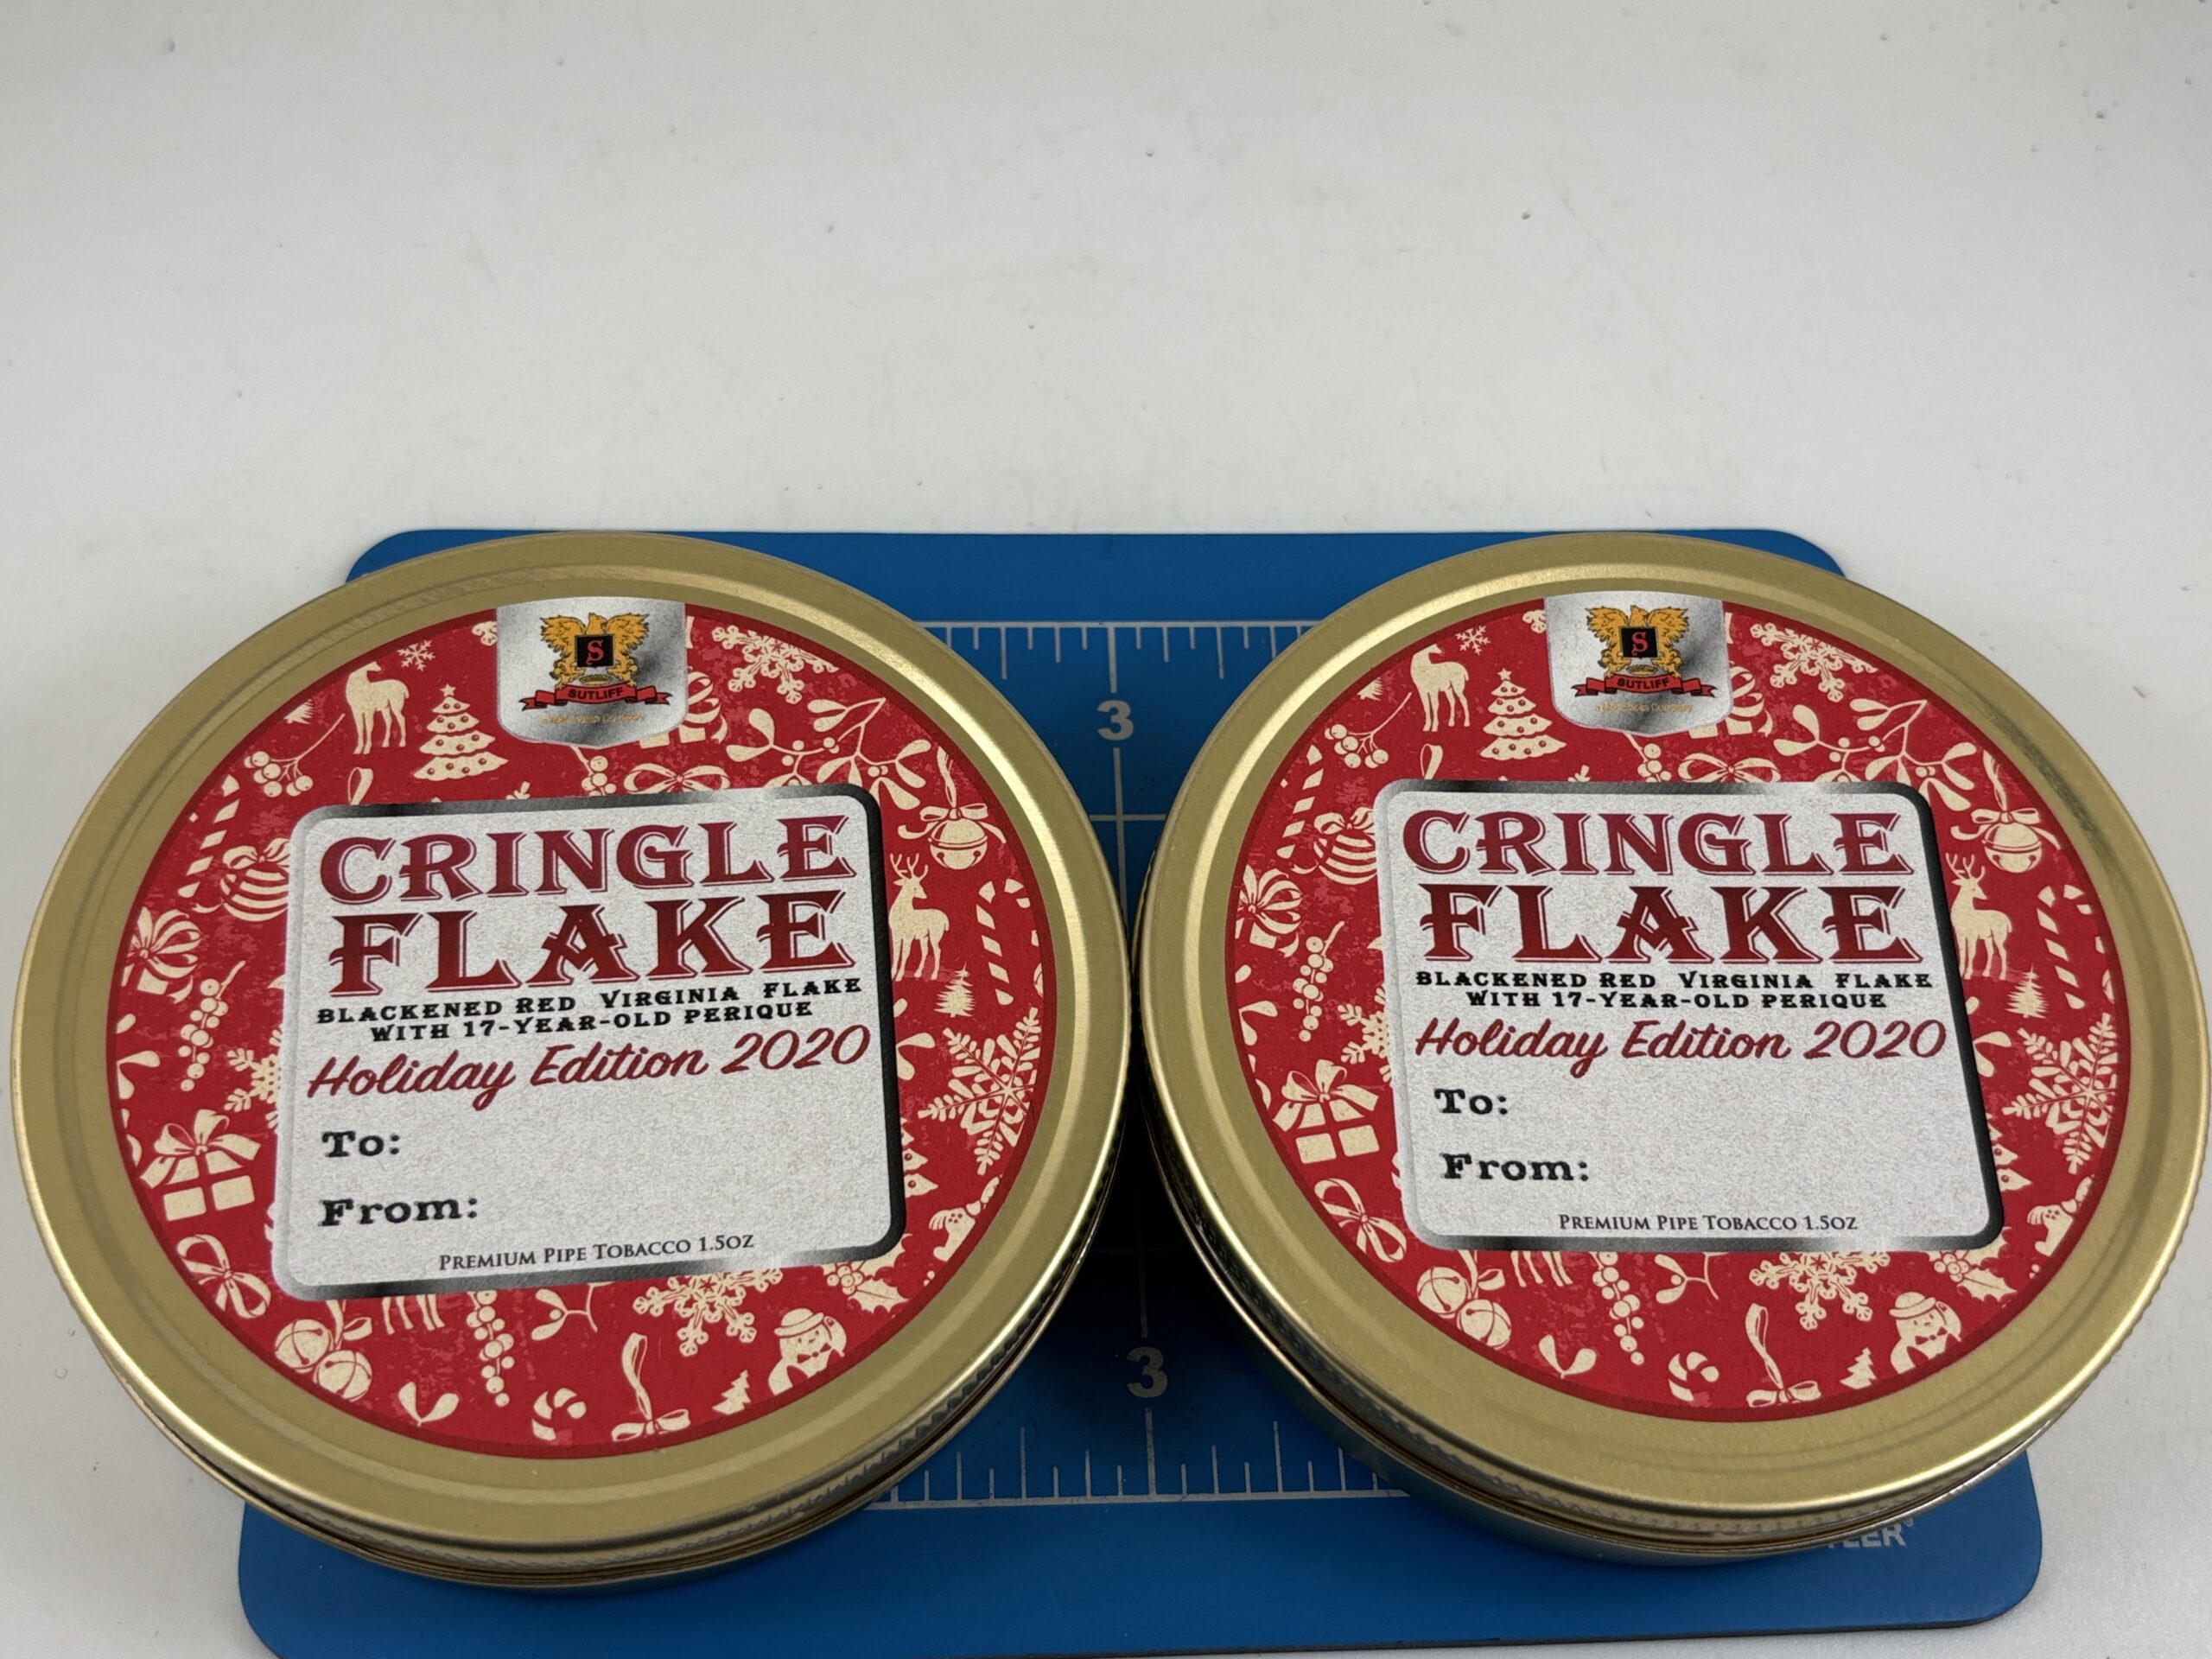 S
SUTLIFF
CRINGLE
FLAKE
BLACKENED RED VIRGINIA FLAKE
WITH 17-YEAR-OLD PERIQUE
Holiday Edition 2020
To:
From:
PREMIUM PIPE TOBACCO 1.5OZ
S
SUTLIFF
CRINGLE
FLAKE
BLACKENED RED VIRGINIA FLAKE
WITH 17-YEAR-OLD PERIQUE
Holiday Edition 2020
To:
From:
PREMIUM PIPE TOBACCO 1.5OZ
3
3